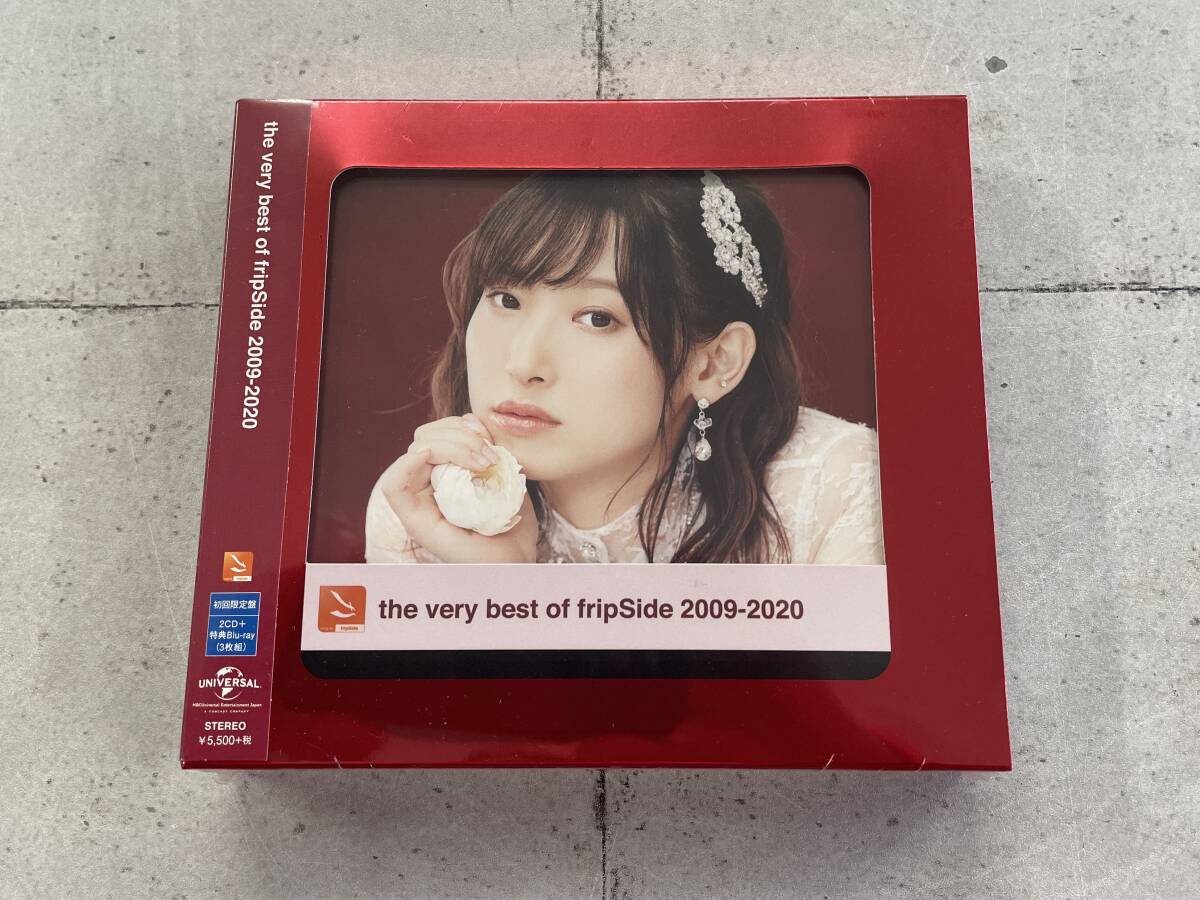 the very best of fripSide 2009-2020
初回限定盤
2CD+
特典Blu-ray
(3枚組)
UNIVERSAL
NBCUniversal Entertainment Japan
A COMCAST COMPANY
STEREO
¥5,500+税
fripSide
the very best of fripSide 2009-2020